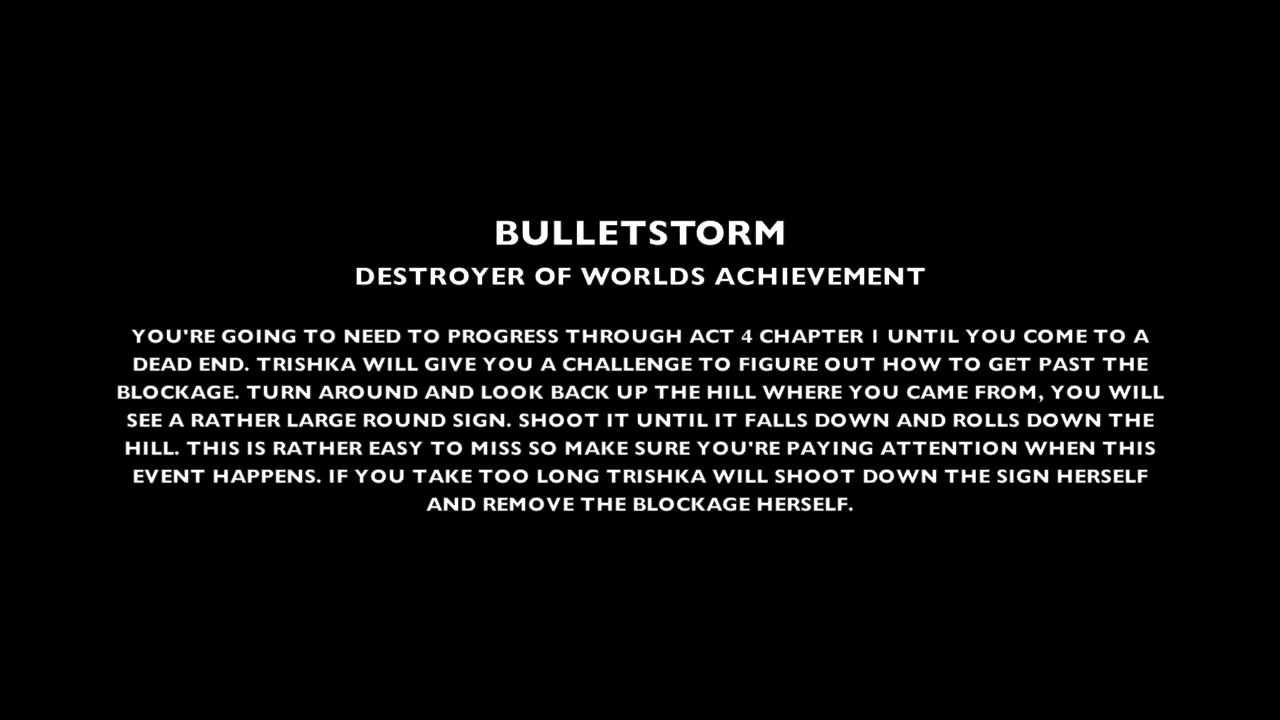 BULLETSTORM
DESTROYER OF WORLDS ACHIEVEMENT
YOU'RE GOING TO NEED TO PROGRESS THROUGH ACT 4 CHAPTER 1 UNTIL YOU COME TO A
DEAD END. TRISHKA WILL GIVE YOU A CHALLENGE TO FIGURE OUT HOW TO GET PAST THE
BLOCKAGE. TURN AROUND AND LOOK BACK UP THE HILL WHERE YOU CAME FROM, YOU WILL
SEE A RATHER LARGE ROUND SIGN. SHOOT IT UNTIL IT FALLS DOWN AND ROLLS DOWN THE
HILL. THIS IS RATHER EASY TO MISS SO MAKE SURE YOU'RE PAYING ATTENTION WHEN THIS
EVENT HAPPENS. IF YOU TAKE TOO LONG TRISHKA WILL SHOOT DOWN THE SIGN HERSELF
AND REMOVE THE BLOCKAGE HERSELF.